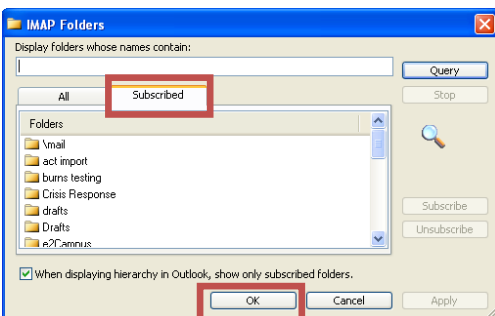 IMAP Folders
Display folders whose names contain:
Query
All
Subscribed
Stop
Folders
\mail
act import
burns testing
Crisis Response
drafts
Drafts
e2Campus
Subscribe
Unsubscribe
When displaying hierarchy in Outlook, show only subscribed folders.
OK
Cancel
Apply